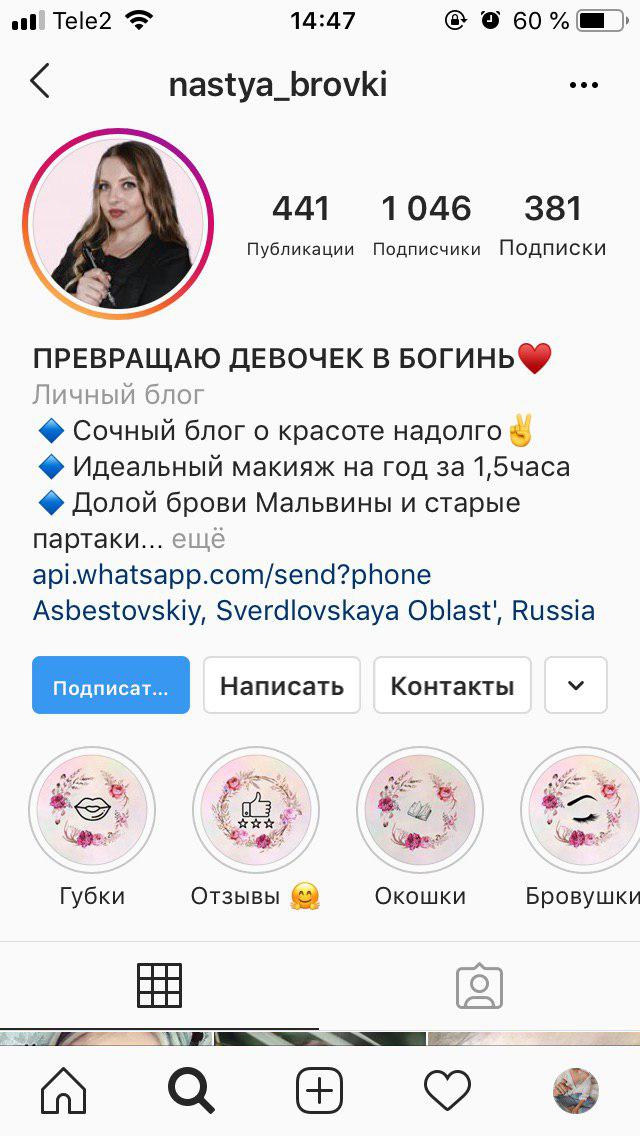 Tele2 14:47 60 %
nastya_brovki
441 1 046 381
Публикации Подписчики Подписки
ПРЕВРАЩАЮ ДЕВОЧЕК В БОГИНЬ♥️
Личный блог
🔷 Сочный блог о красоте надолго✌️
🔷 Идеальный макияж на год за 1,5часа
🔷 Долой брови Мальвины и старые
партаки... ещё
api.whatsapp.com/send?phone
Asbestovskiy, Sverdlovskaya Oblast', Russia
Подписат... Написать Контакты
Губки Отзывы 🤗 Окошки Бровушки